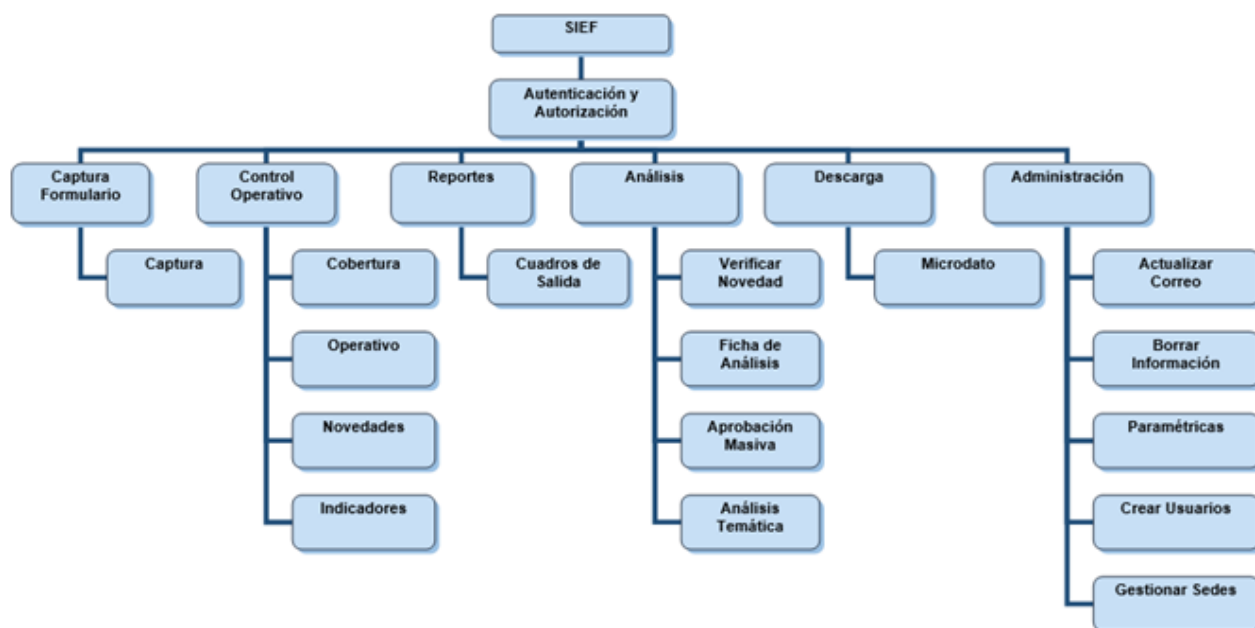 SIEF
Autenticación y
Autorización
Captura
Formulario
Control
Operativo
Reportes
Análisis
Descarga
Administración
Captura
Cobertura
Cuadros de
Salida
Verificar
Novedad
Microdato
Actualizar
Correo
Operativo
Ficha de
Análisis
Borrar
Información
Novedades
Aprobación
Masiva
Paramétricas
Indicadores
Análisis
Temática
Crear Usuarios
Gestionar Sedes